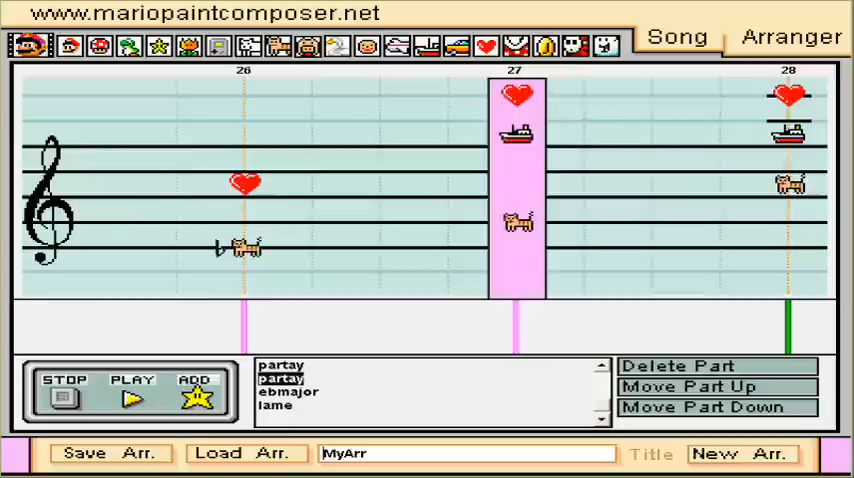 www.mariopaintcomposer.net
Song
Arranger
26
27
28
♭
STOP PLAY ADD
partay
partay
ebmajor
lame
Delete Part
Move Part Up
Move Part Down
Save Arr.
Load Arr.
MyArr
Title
New Arr.